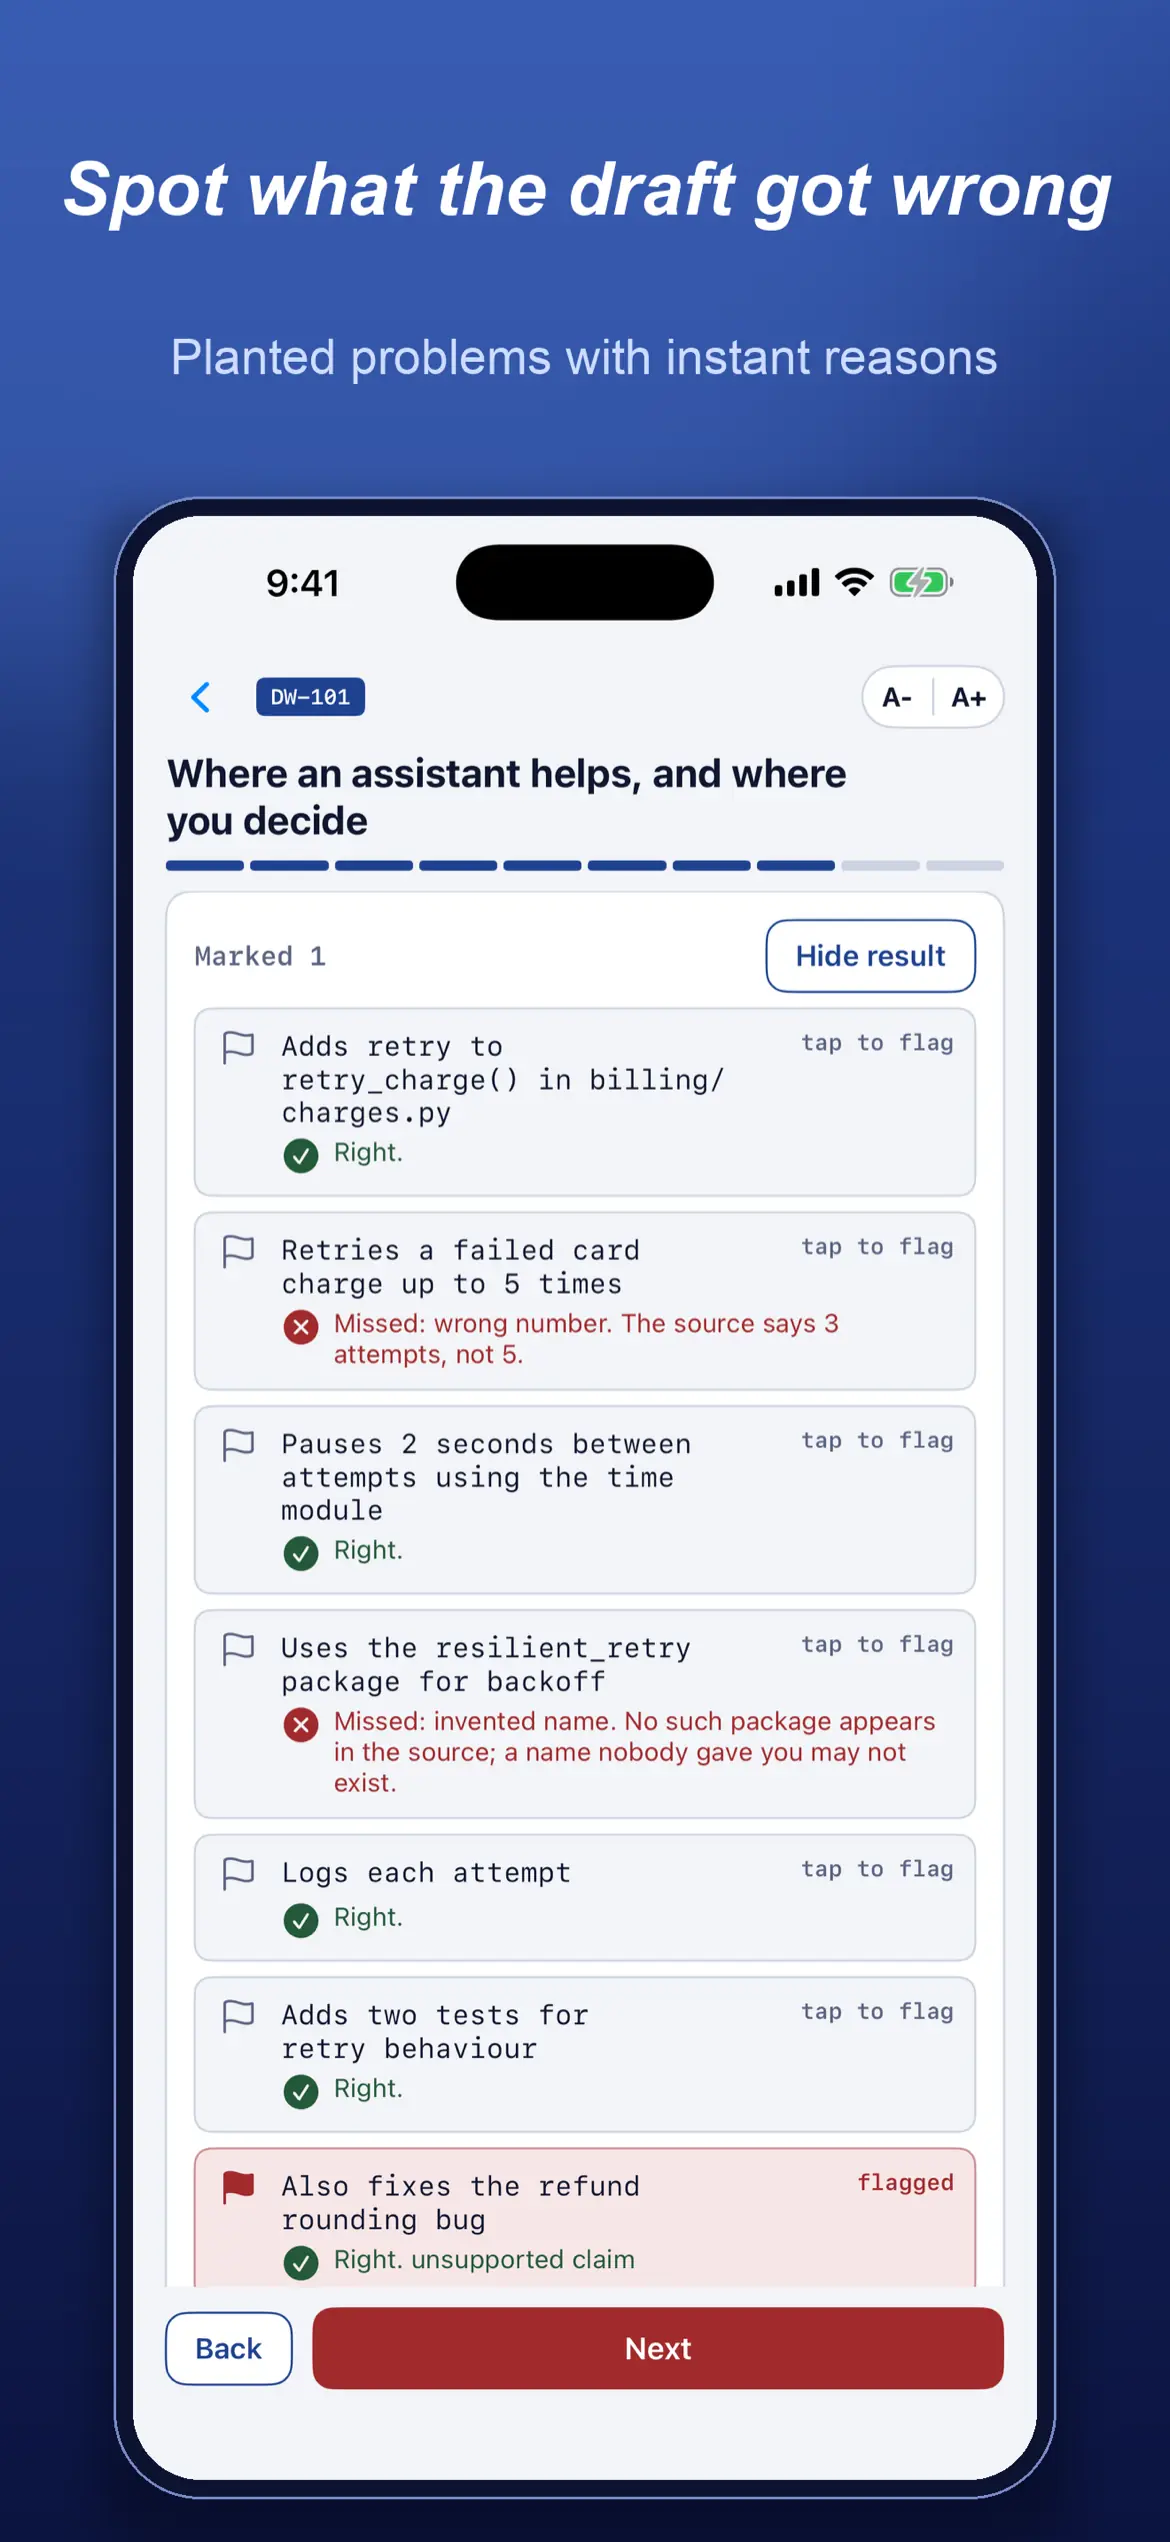 Spot what the draft got wrong
Planted problems with instant reasons
9:41
DW-101
A-
A+
Where an assistant helps, and where
you decide
Marked 1
Hide result
Adds retry to
retry_charge() in billing/
charges.py
tap to flag
Right.
Retries a failed card
charge up to 5 times
tap to flag
Missed: wrong number. The source says 3
attempts, not 5.
Pauses 2 seconds between
attempts using the time
module
tap to flag
Right.
Uses the resilient_retry
package for backoff
tap to flag
Missed: invented name. No such package appears
in the source; a name nobody gave you may not
exist.
Logs each attempt
tap to flag
Right.
Adds two tests for
retry behaviour
tap to flag
Right.
Also fixes the refund
rounding bug
flagged
Right. unsupported claim
Back
Next